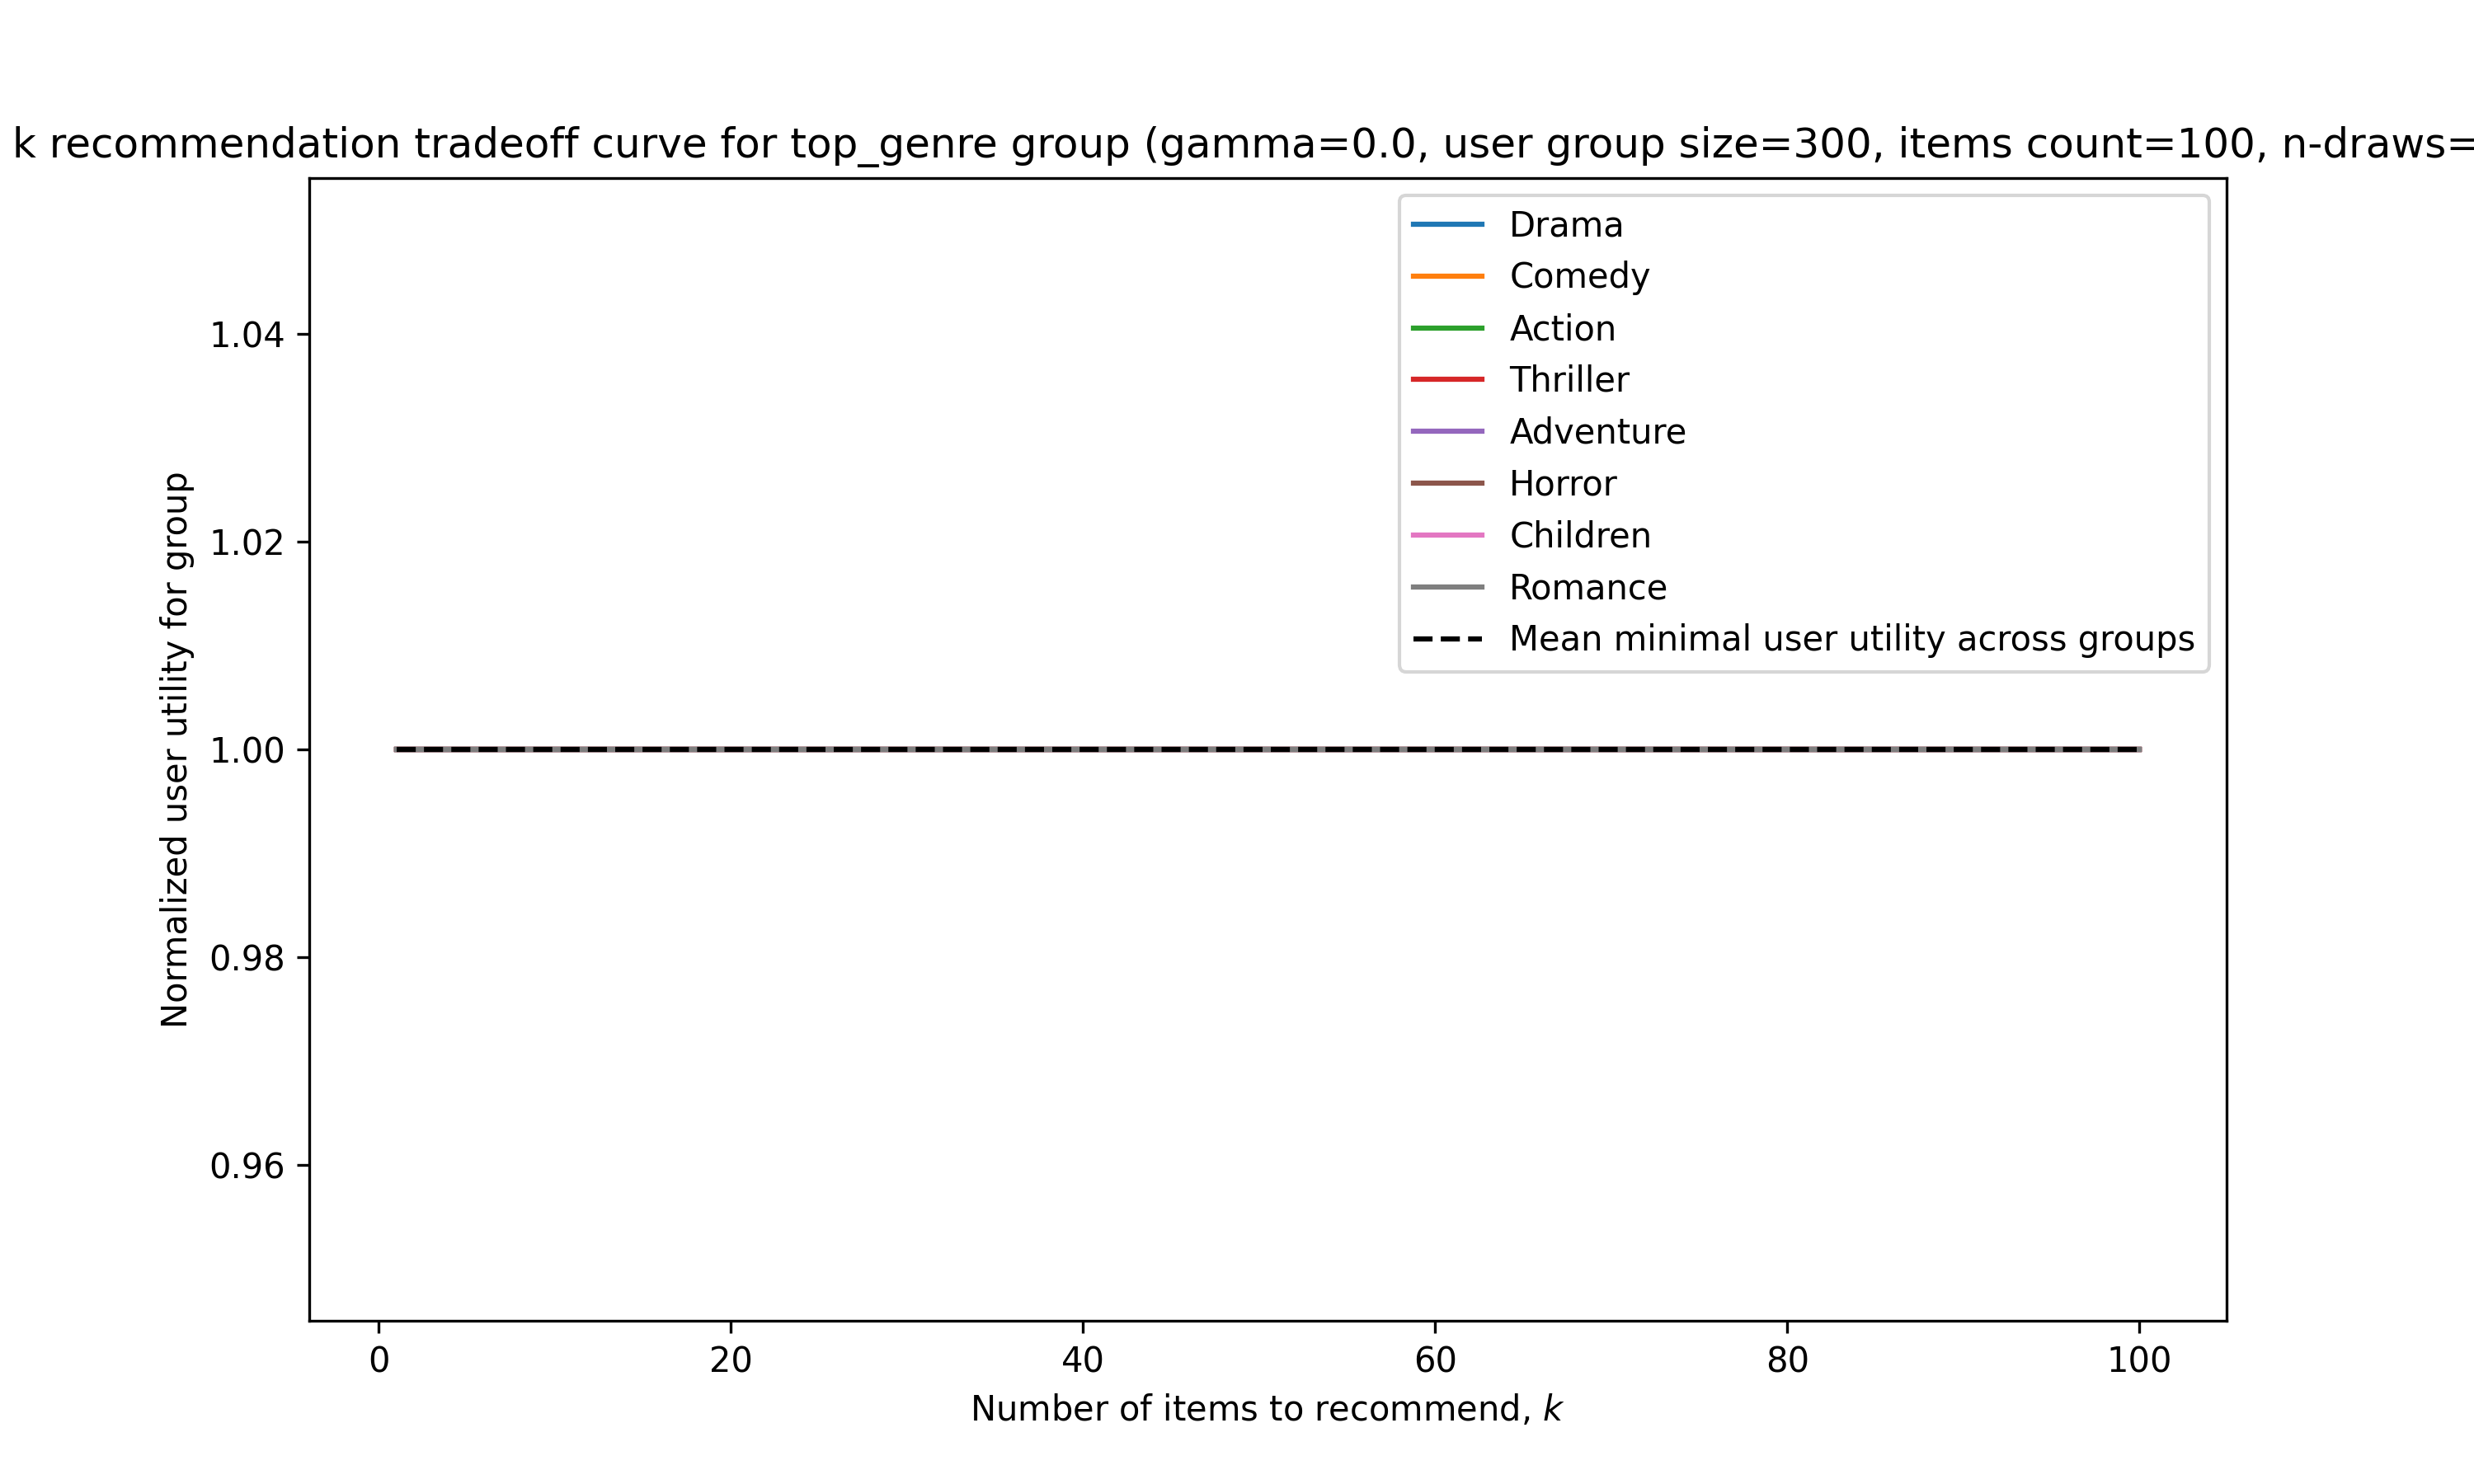 k recommendation tradeoff curve for top_genre group (gamma=0.0, user group size=300, items count=100, n-draws=
Drama
Comedy
Action
Thriller
Adventure
Horror
Children
Romance
Mean minimal user utility across groups
Normalized user utility for group
1.04
1.02
1.00
0.98
0.96
0
20
40
60
80
100
Number of items to recommend, k